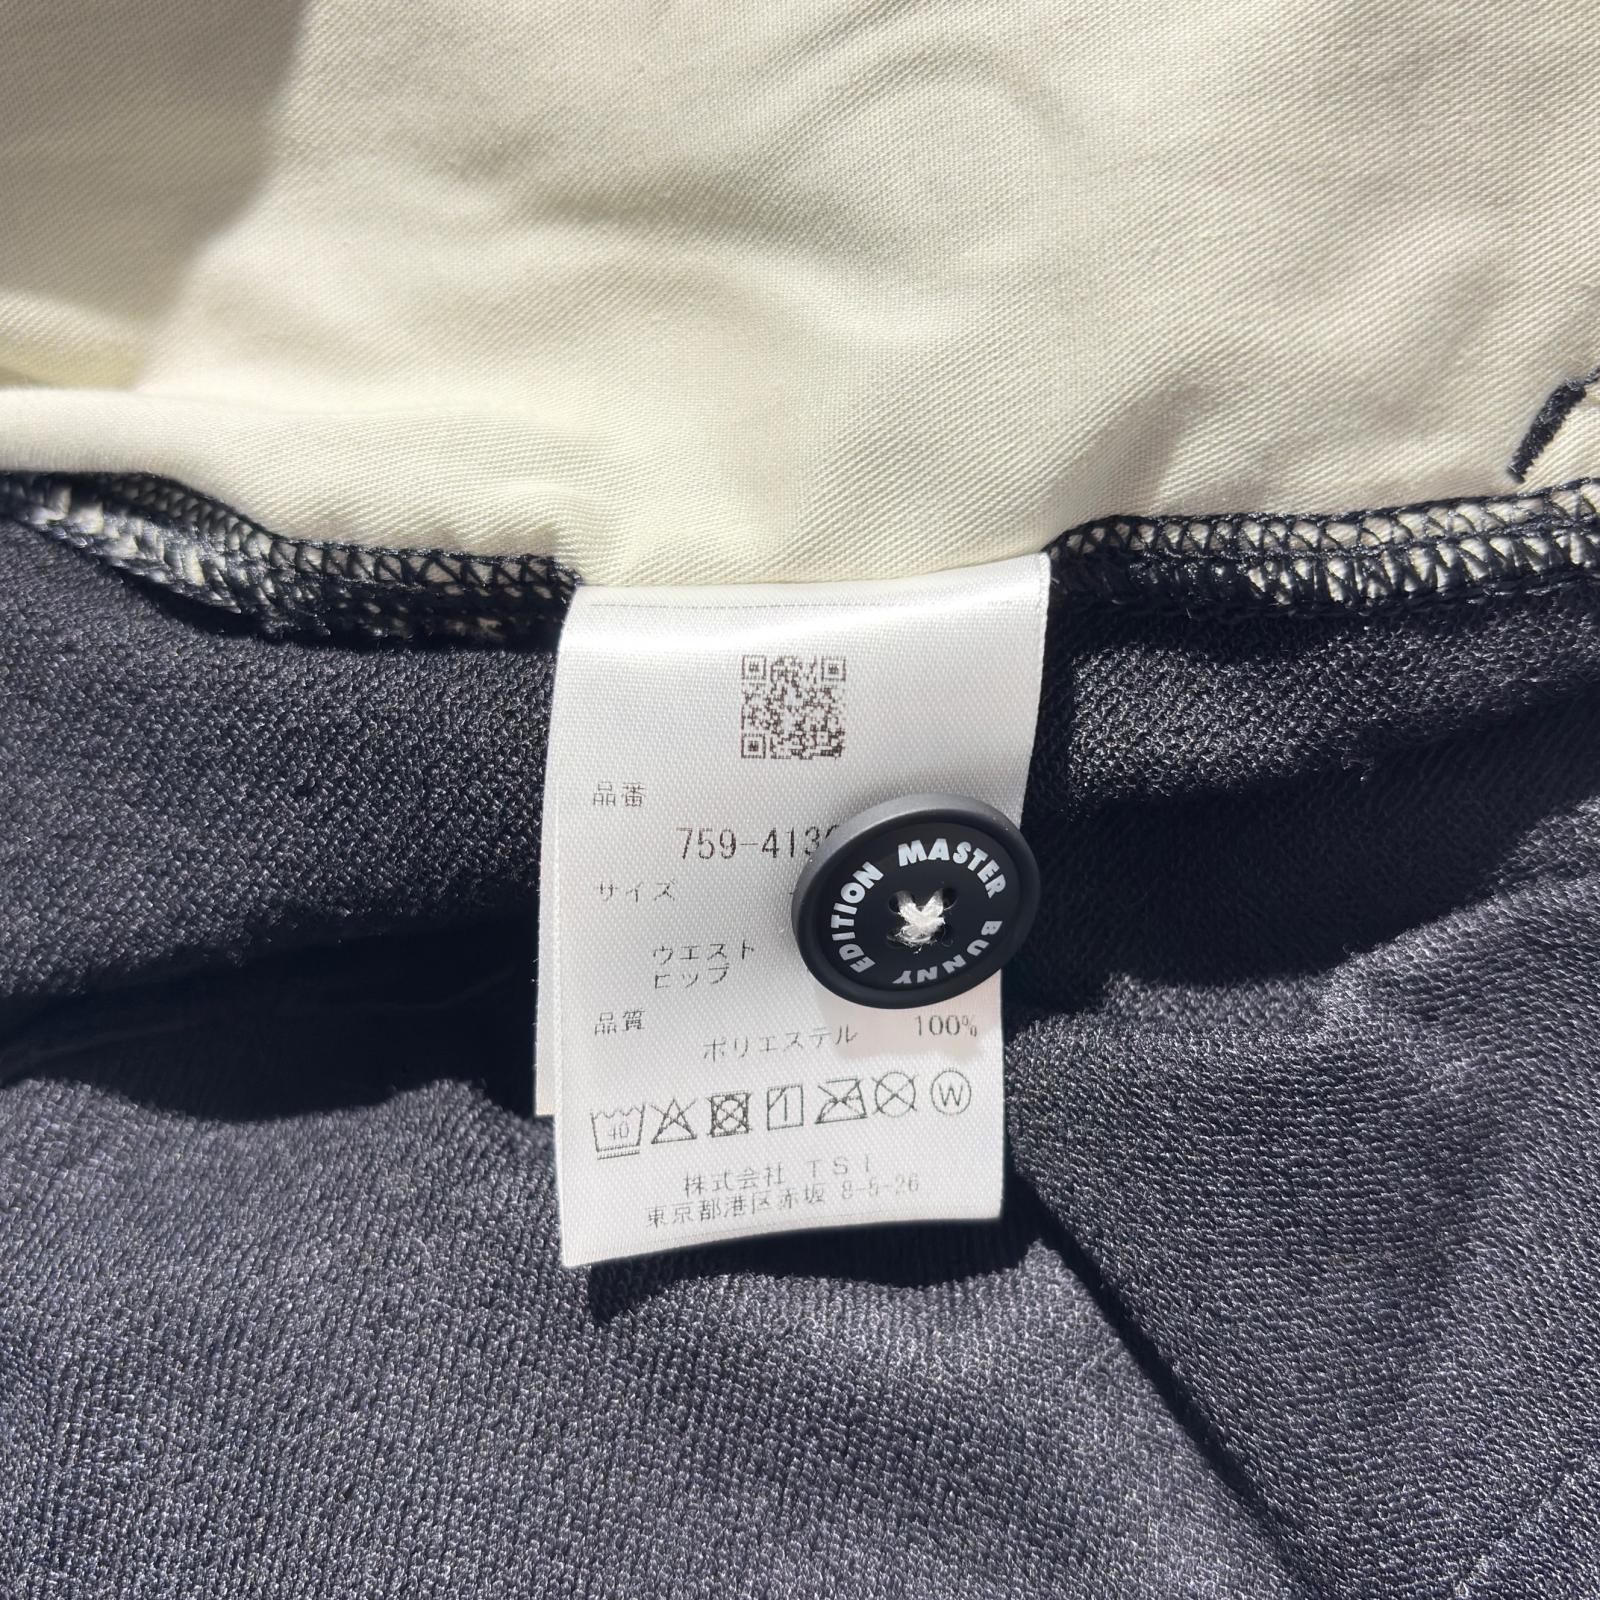 品番
759-413
サイズ
ウエスト
ヒップ
品質
ポリエステル 100%
40
W
株式会社 TSI
東京都港区赤坂 8-5-26
MASTER BUNNY EDITION